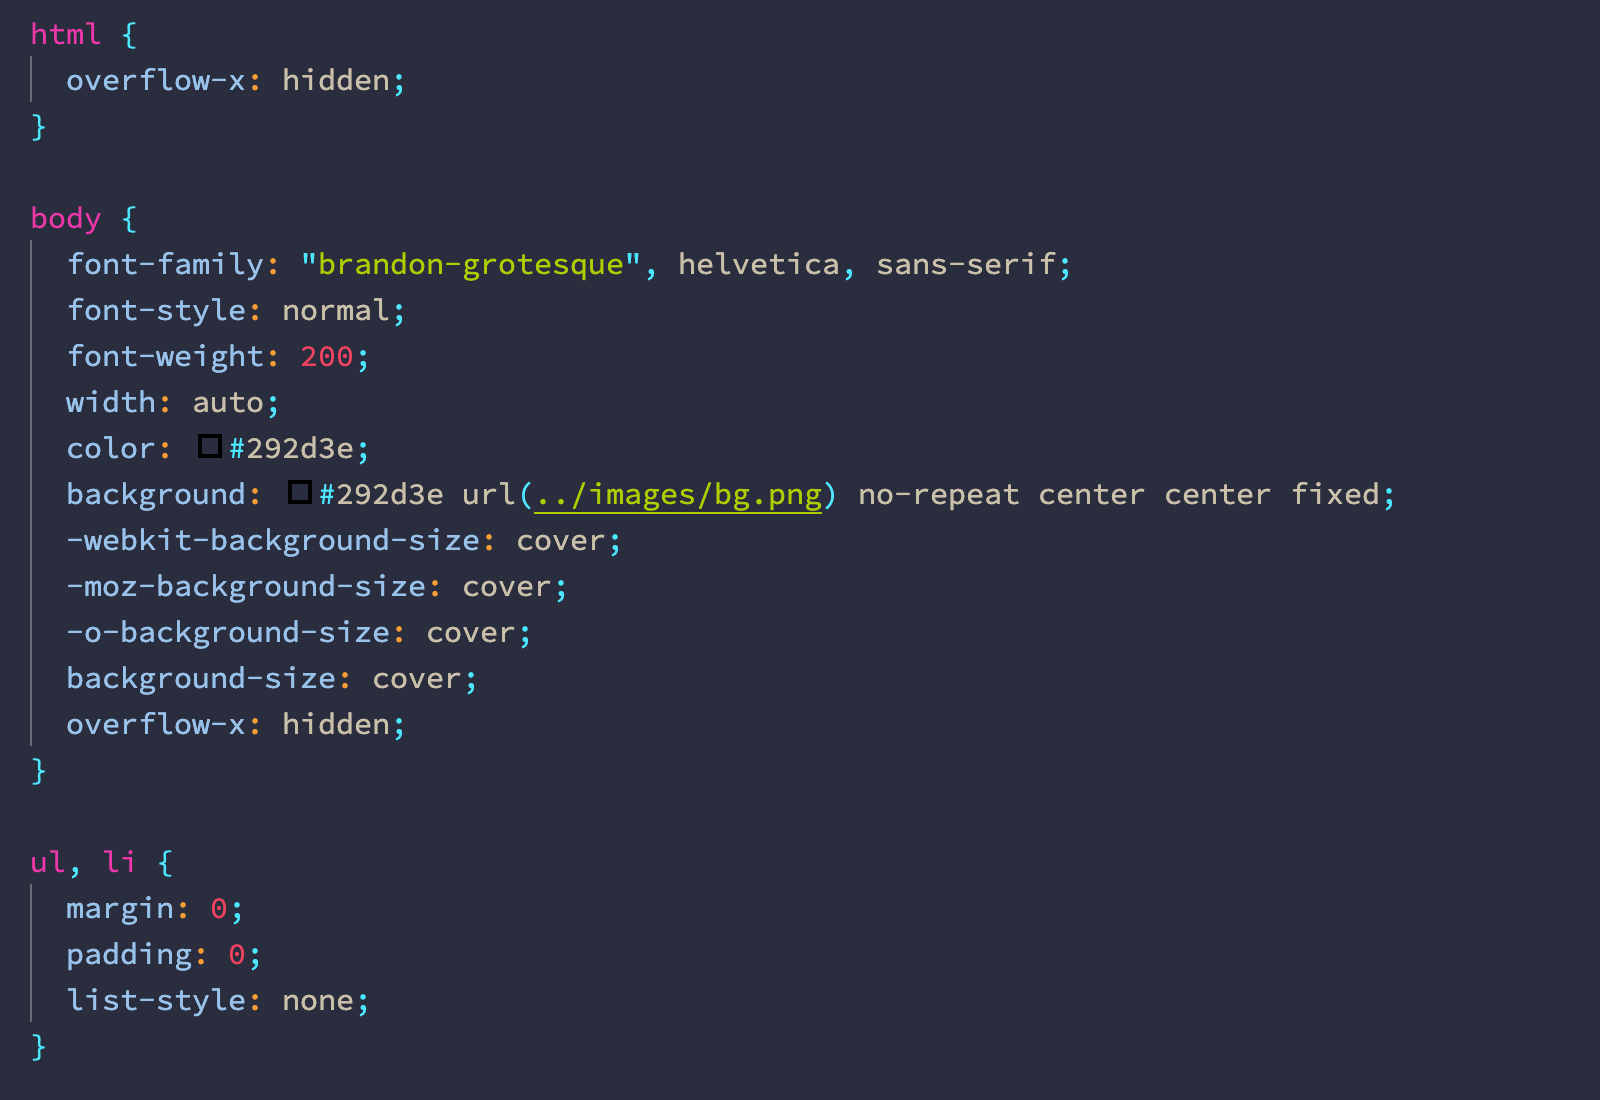 html {
  overflow-x: hidden;
}

body {
  font-family: "brandon-grotesque", helvetica, sans-serif;
  font-style: normal;
  font-weight: 200;
  width: auto;
  color: #292d3e;
  background: #292d3e url(../images/bg.png) no-repeat center center fixed;
  -webkit-background-size: cover;
  -moz-background-size: cover;
  -o-background-size: cover;
  background-size: cover;
  overflow-x: hidden;
}

ul, li {
  margin: 0;
  padding: 0;
  list-style: none;
}